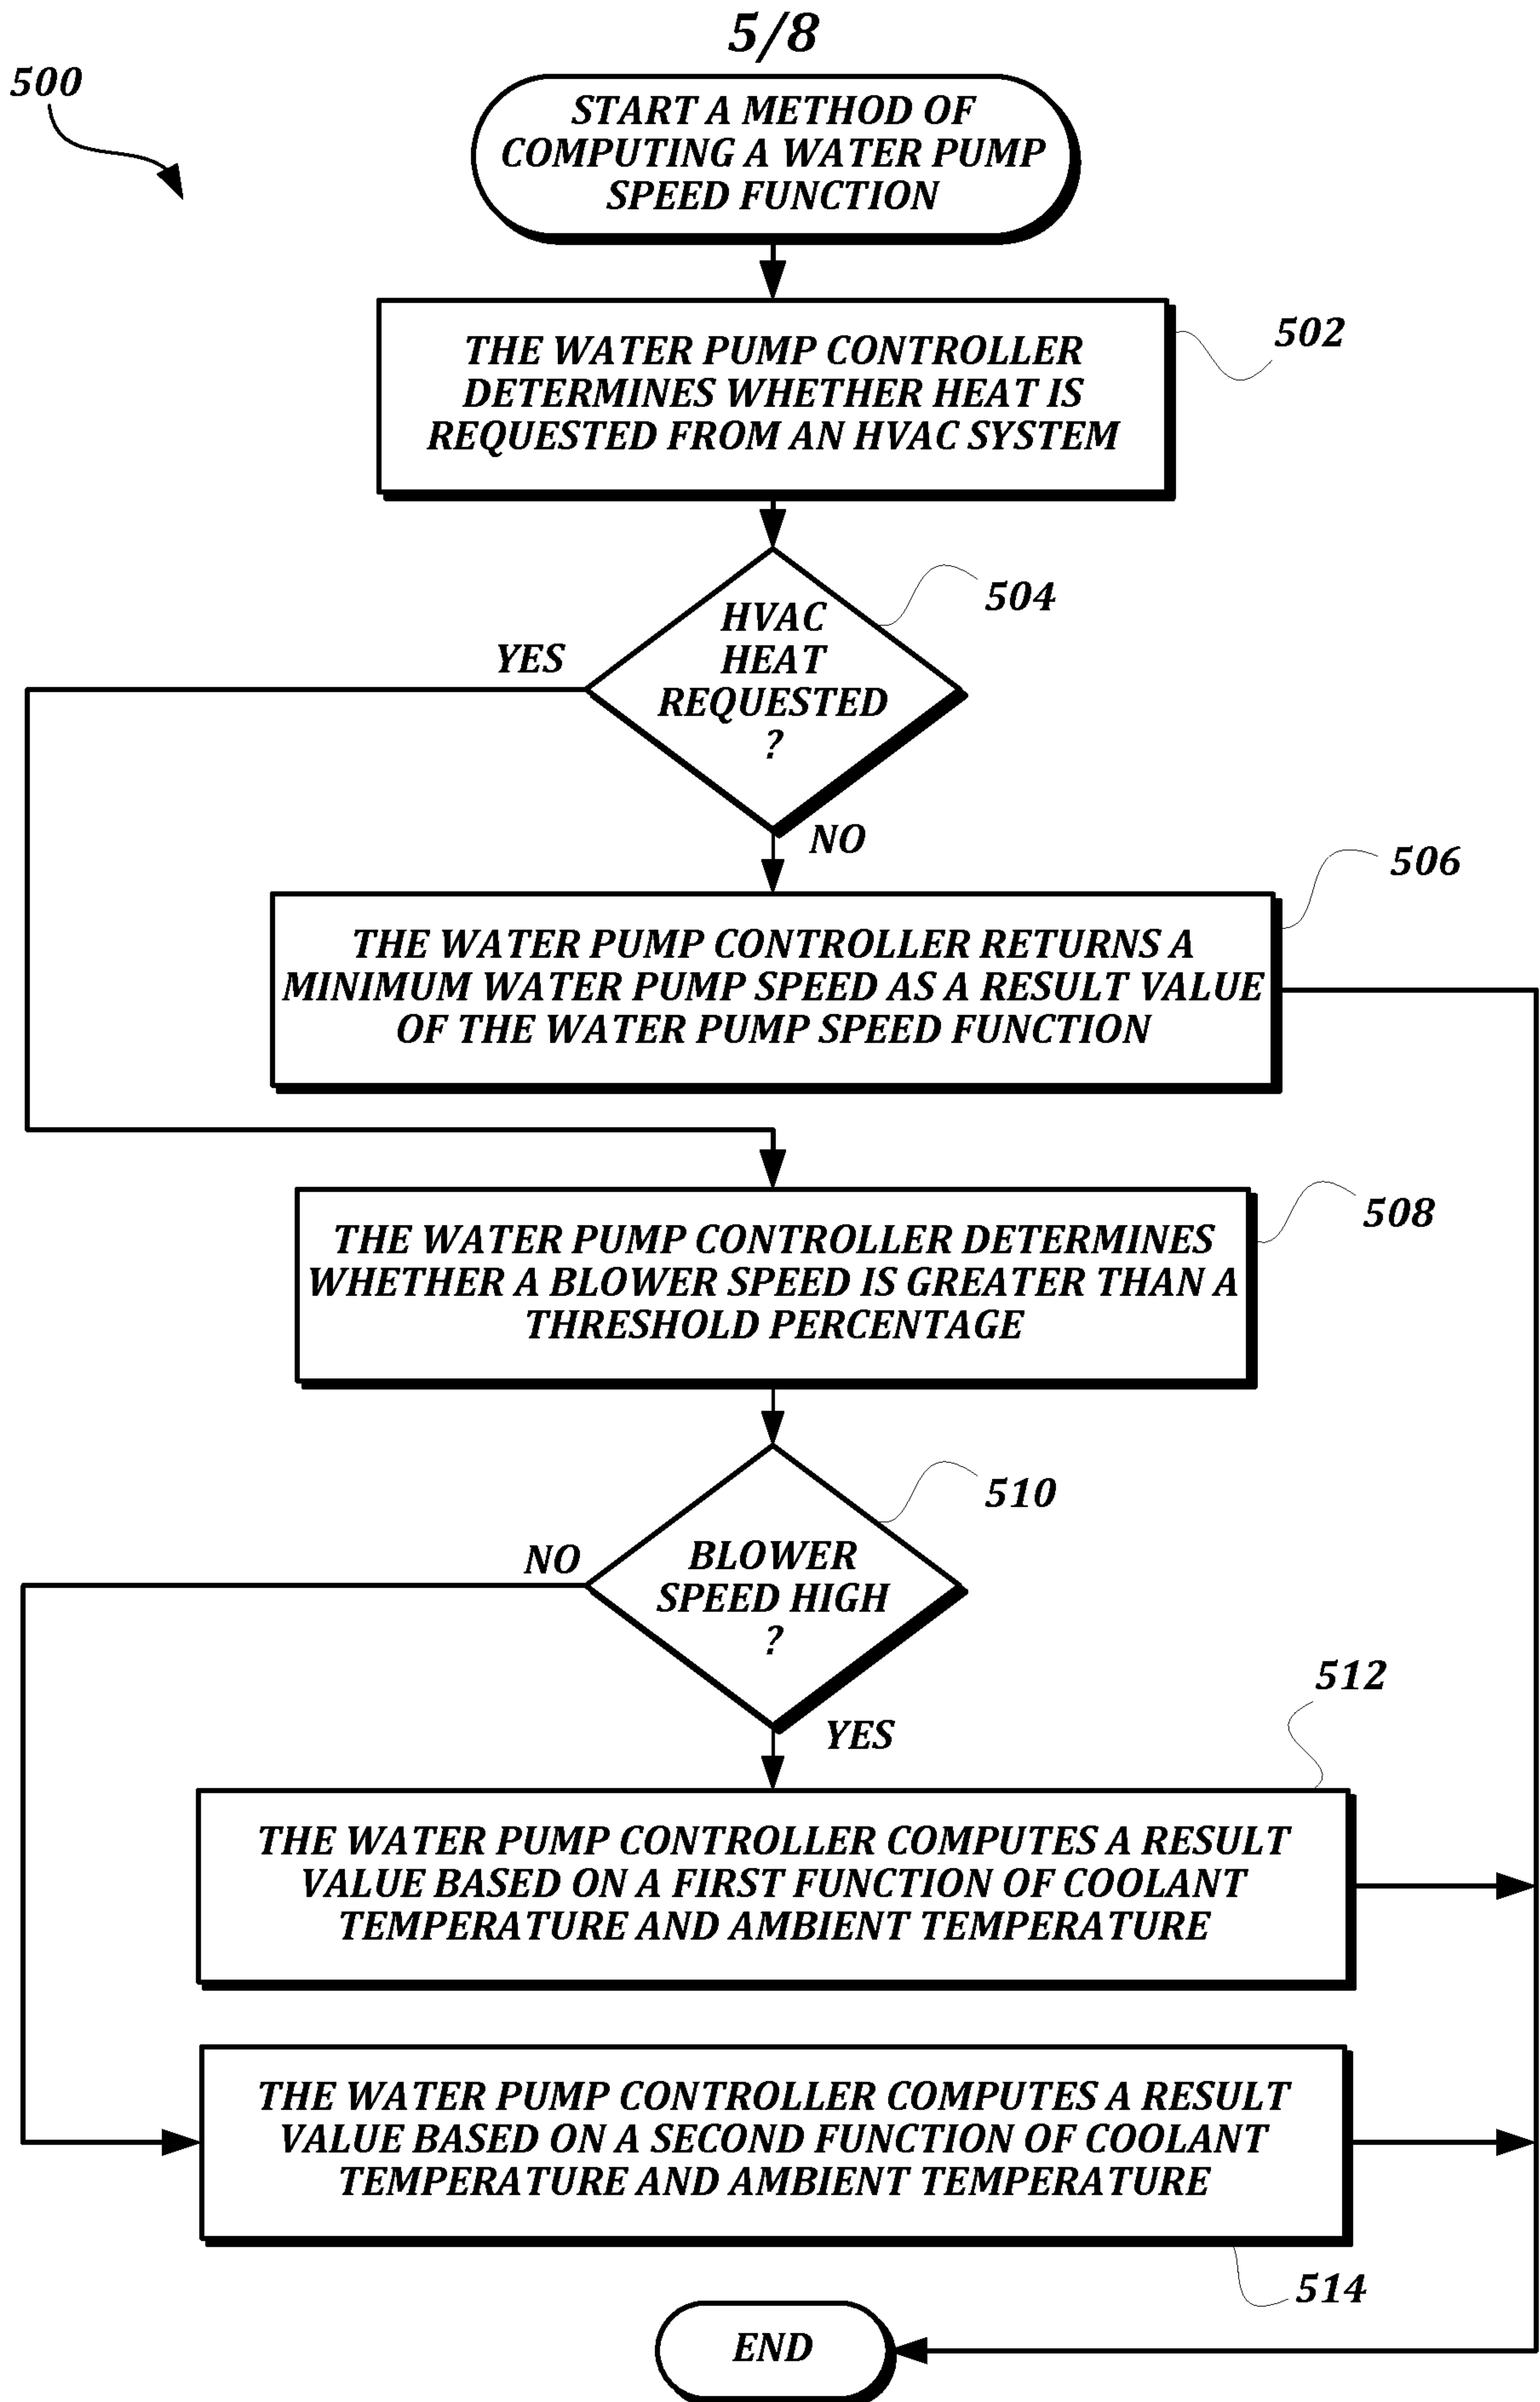 5/8
500
START A METHOD OF
COMPUTING A WATER PUMP
SPEED FUNCTION
THE WATER PUMP CONTROLLER
DETERMINES WHETHER HEAT IS
REQUESTED FROM AN HVAC SYSTEM
502
HVAC
HEAT
REQUESTED
?
504
YES
NO
THE WATER PUMP CONTROLLER RETURNS A
MINIMUM WATER PUMP SPEED AS A RESULT VALUE
OF THE WATER PUMP SPEED FUNCTION
506
THE WATER PUMP CONTROLLER DETERMINES
WHETHER A BLOWER SPEED IS GREATER THAN A
THRESHOLD PERCENTAGE
508
BLOWER
SPEED HIGH
?
510
NO
YES
512
THE WATER PUMP CONTROLLER COMPUTES A RESULT
VALUE BASED ON A FIRST FUNCTION OF COOLANT
TEMPERATURE AND AMBIENT TEMPERATURE
THE WATER PUMP CONTROLLER COMPUTES A RESULT
VALUE BASED ON A SECOND FUNCTION OF COOLANT
TEMPERATURE AND AMBIENT TEMPERATURE
514
END